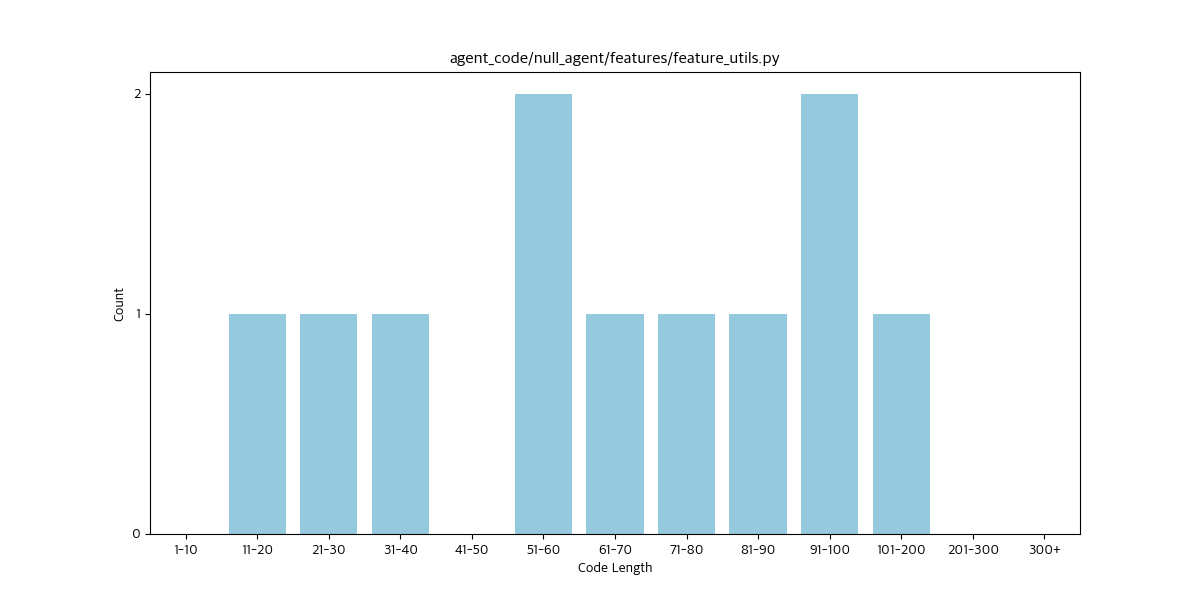 agent_code/null_agent/features/feature_utils.py
2
1
0
Count
1-10 11-20 21-30 31-40 41-50 51-60 61-70 71-80 81-90 91-100 101-200 201-300 300+
Code Length